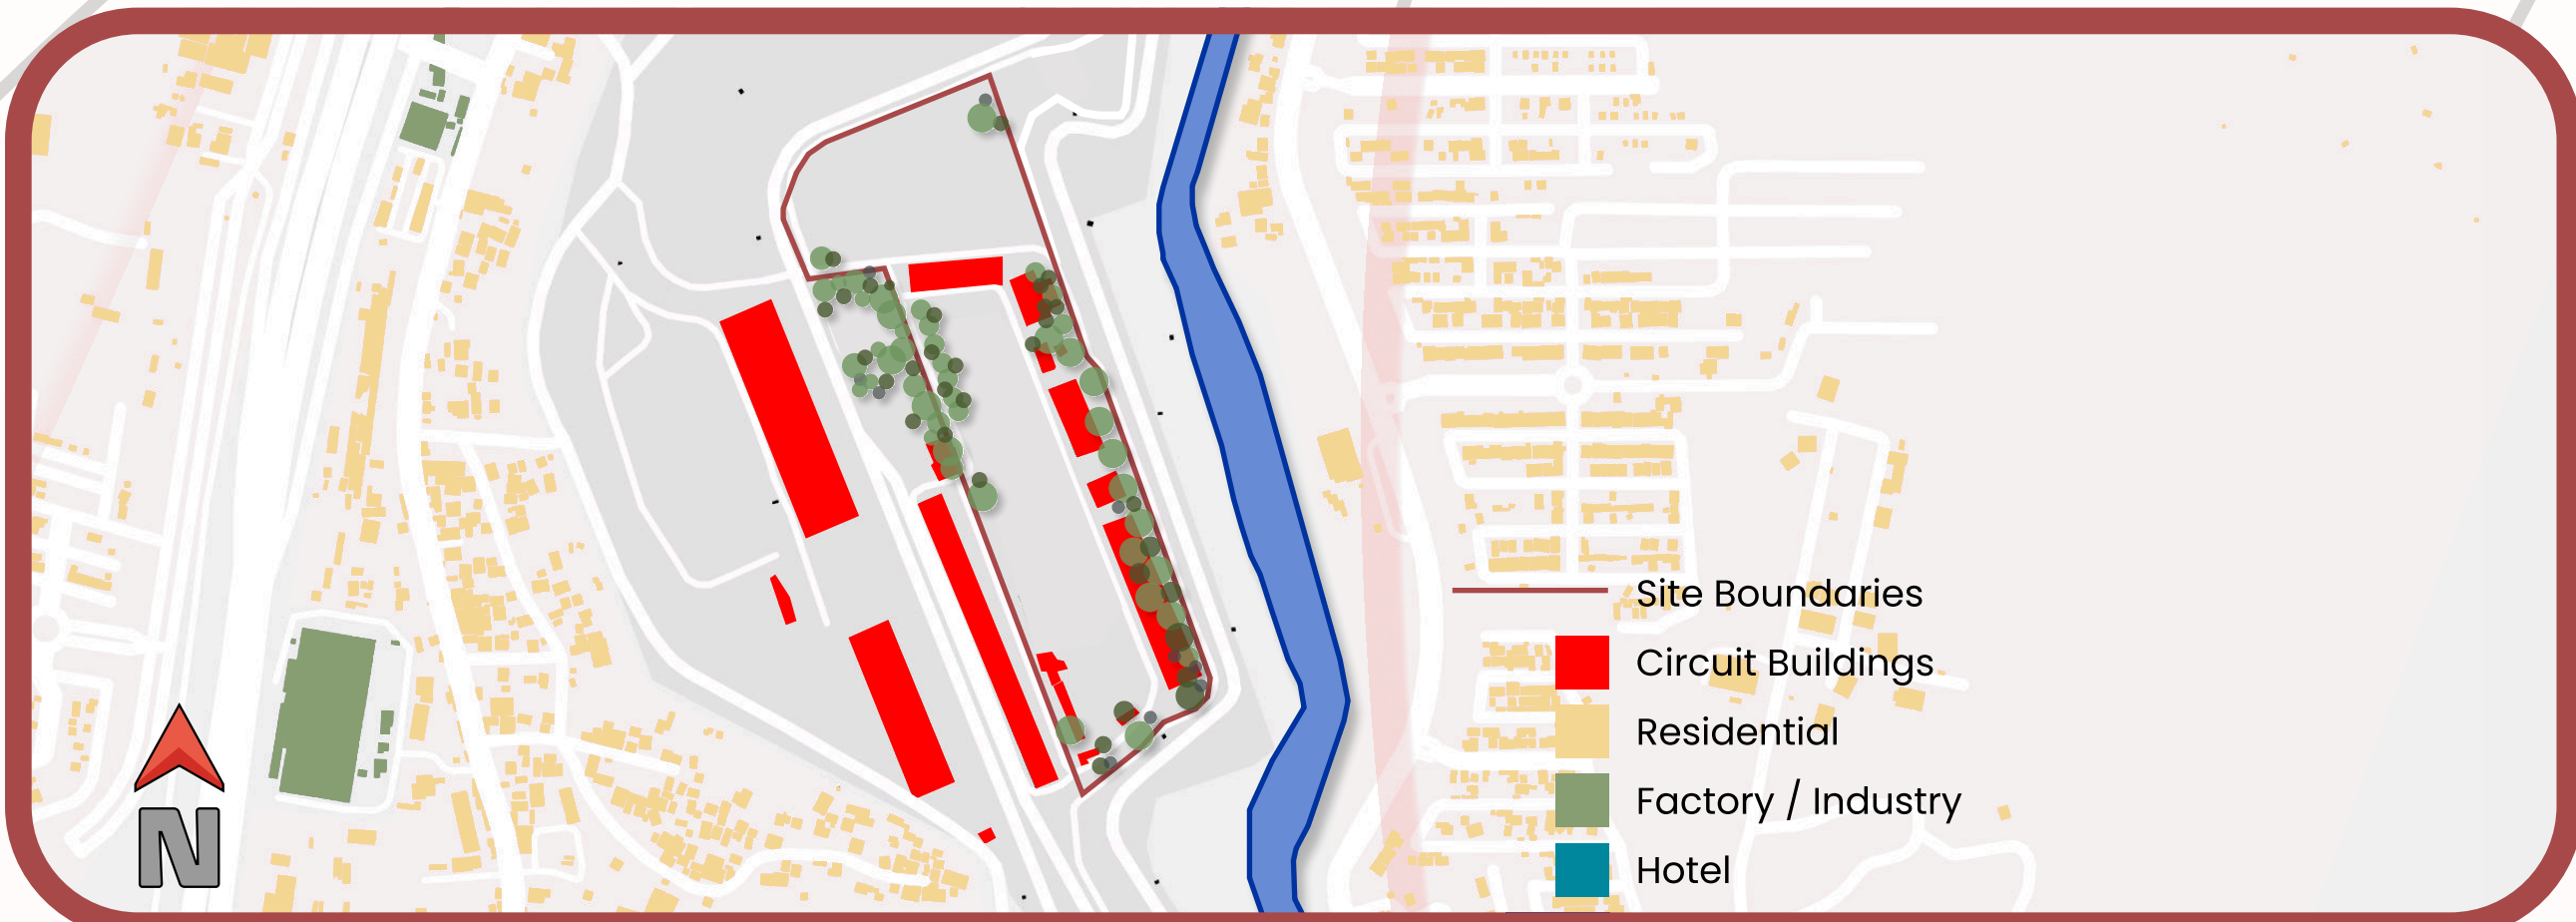 Site Boundaries
Circuit Buildings
Residential
Factory / Industry
Hotel
N